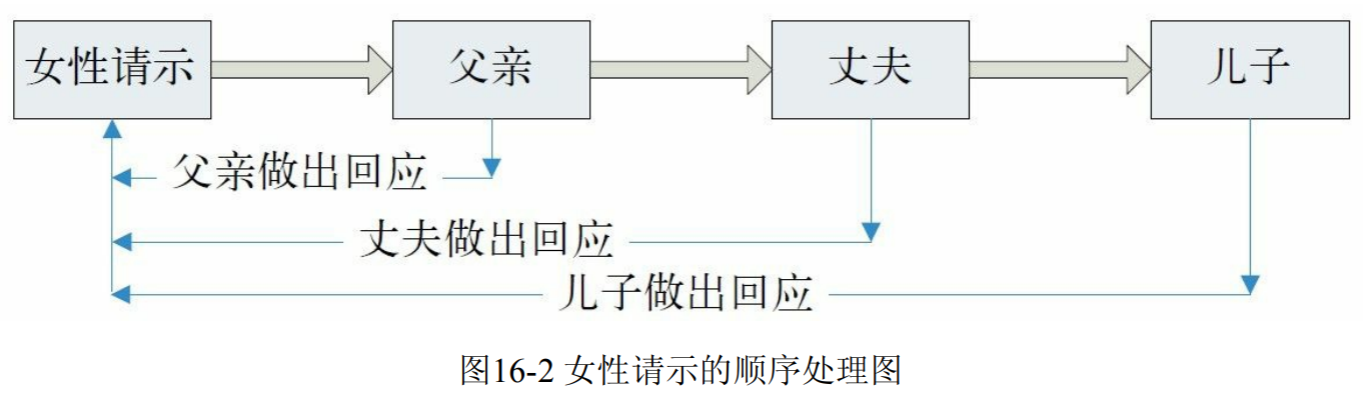 女性请示 父亲 丈夫 儿子
父亲做出回应
丈夫做出回应
儿子做出回应
图16-2 女性请示的顺序处理图